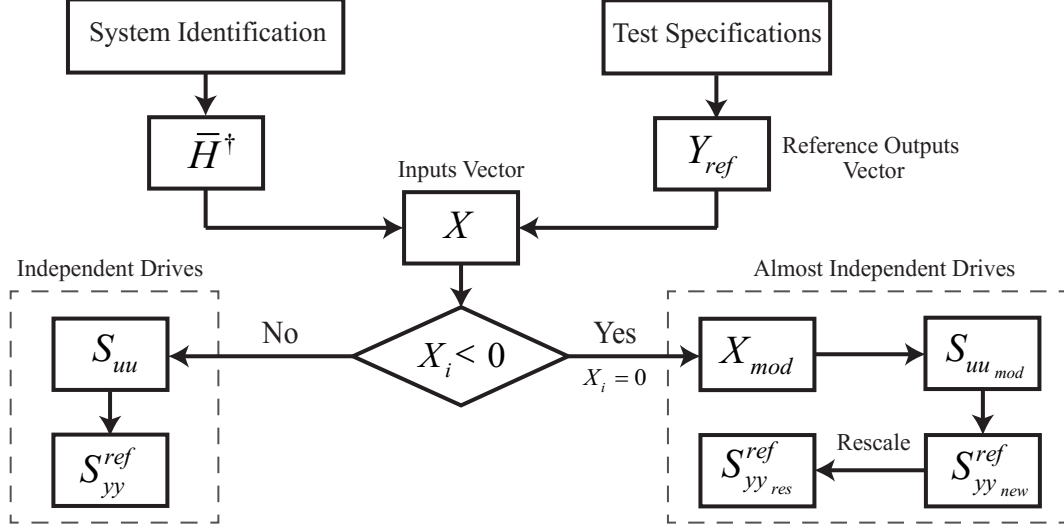 System Identification
Test Specifications
H̅†
Y_ref
Reference Outputs
Vector
Inputs Vector
X
Independent Drives
Almost Independent Drives
No
X_i < 0
Yes
X_i = 0
S_uu
X_mod
S_uu_mod
S_yy^ref
S_yy_res^ref
Rescale
S_yy_new^ref